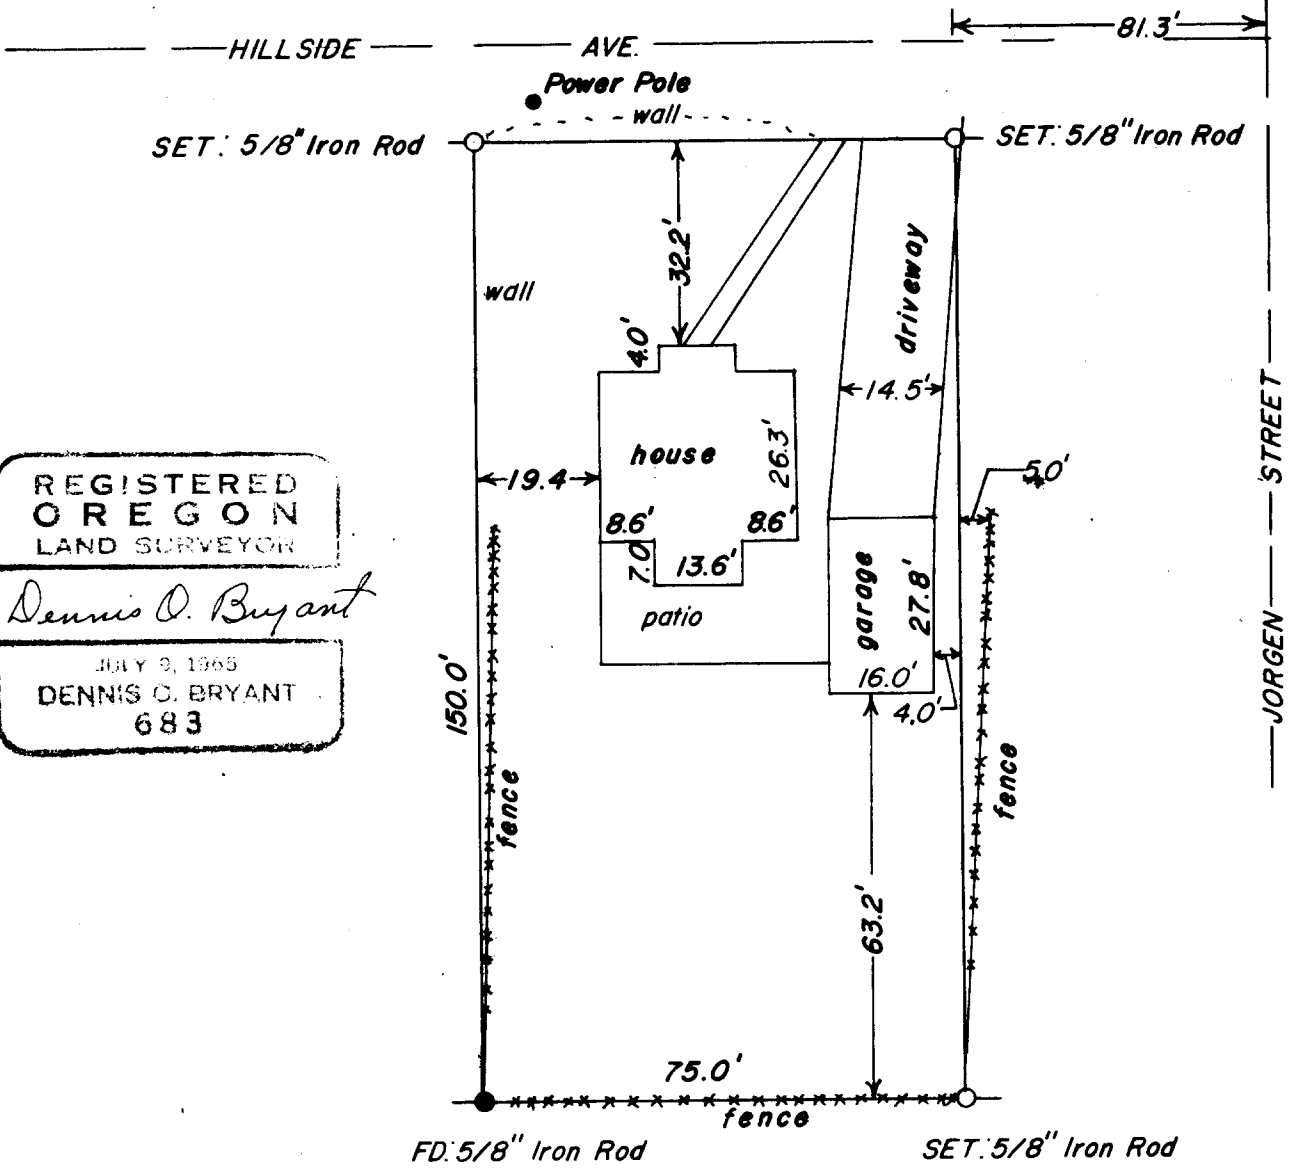 81.3'
HILLSIDE AVE.
Power Pole
wall
SET: 5/8" Iron Rod
SET: 5/8" Iron Rod
32.2'
driveway
wall
4.0'
14.5'
house
26.3'
19.4
5.0'
8.6'
8.6'
7.0'
13.6'
patio
garage
27.8'
16.0'
4.0'
JORGEN STREET
REGISTERED
OREGON
LAND SURVEYOR
Dennis O. Bryant
JULY 9, 1965
DENNIS O. BRYANT
683
150.0'
fence
fence
63.2'
75.0'
fence
FD: 5/8" Iron Rod
SET: 5/8" Iron Rod